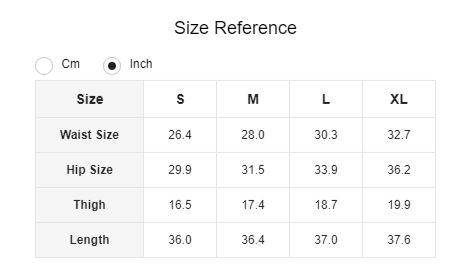 Size Reference
Cm Inch
Size S M L XL
Waist Size 26.4 28.0 30.3 32.7
Hip Size 29.9 31.5 33.9 36.2
Thigh 16.5 17.4 18.7 19.9
Length 36.0 36.4 37.0 37.6